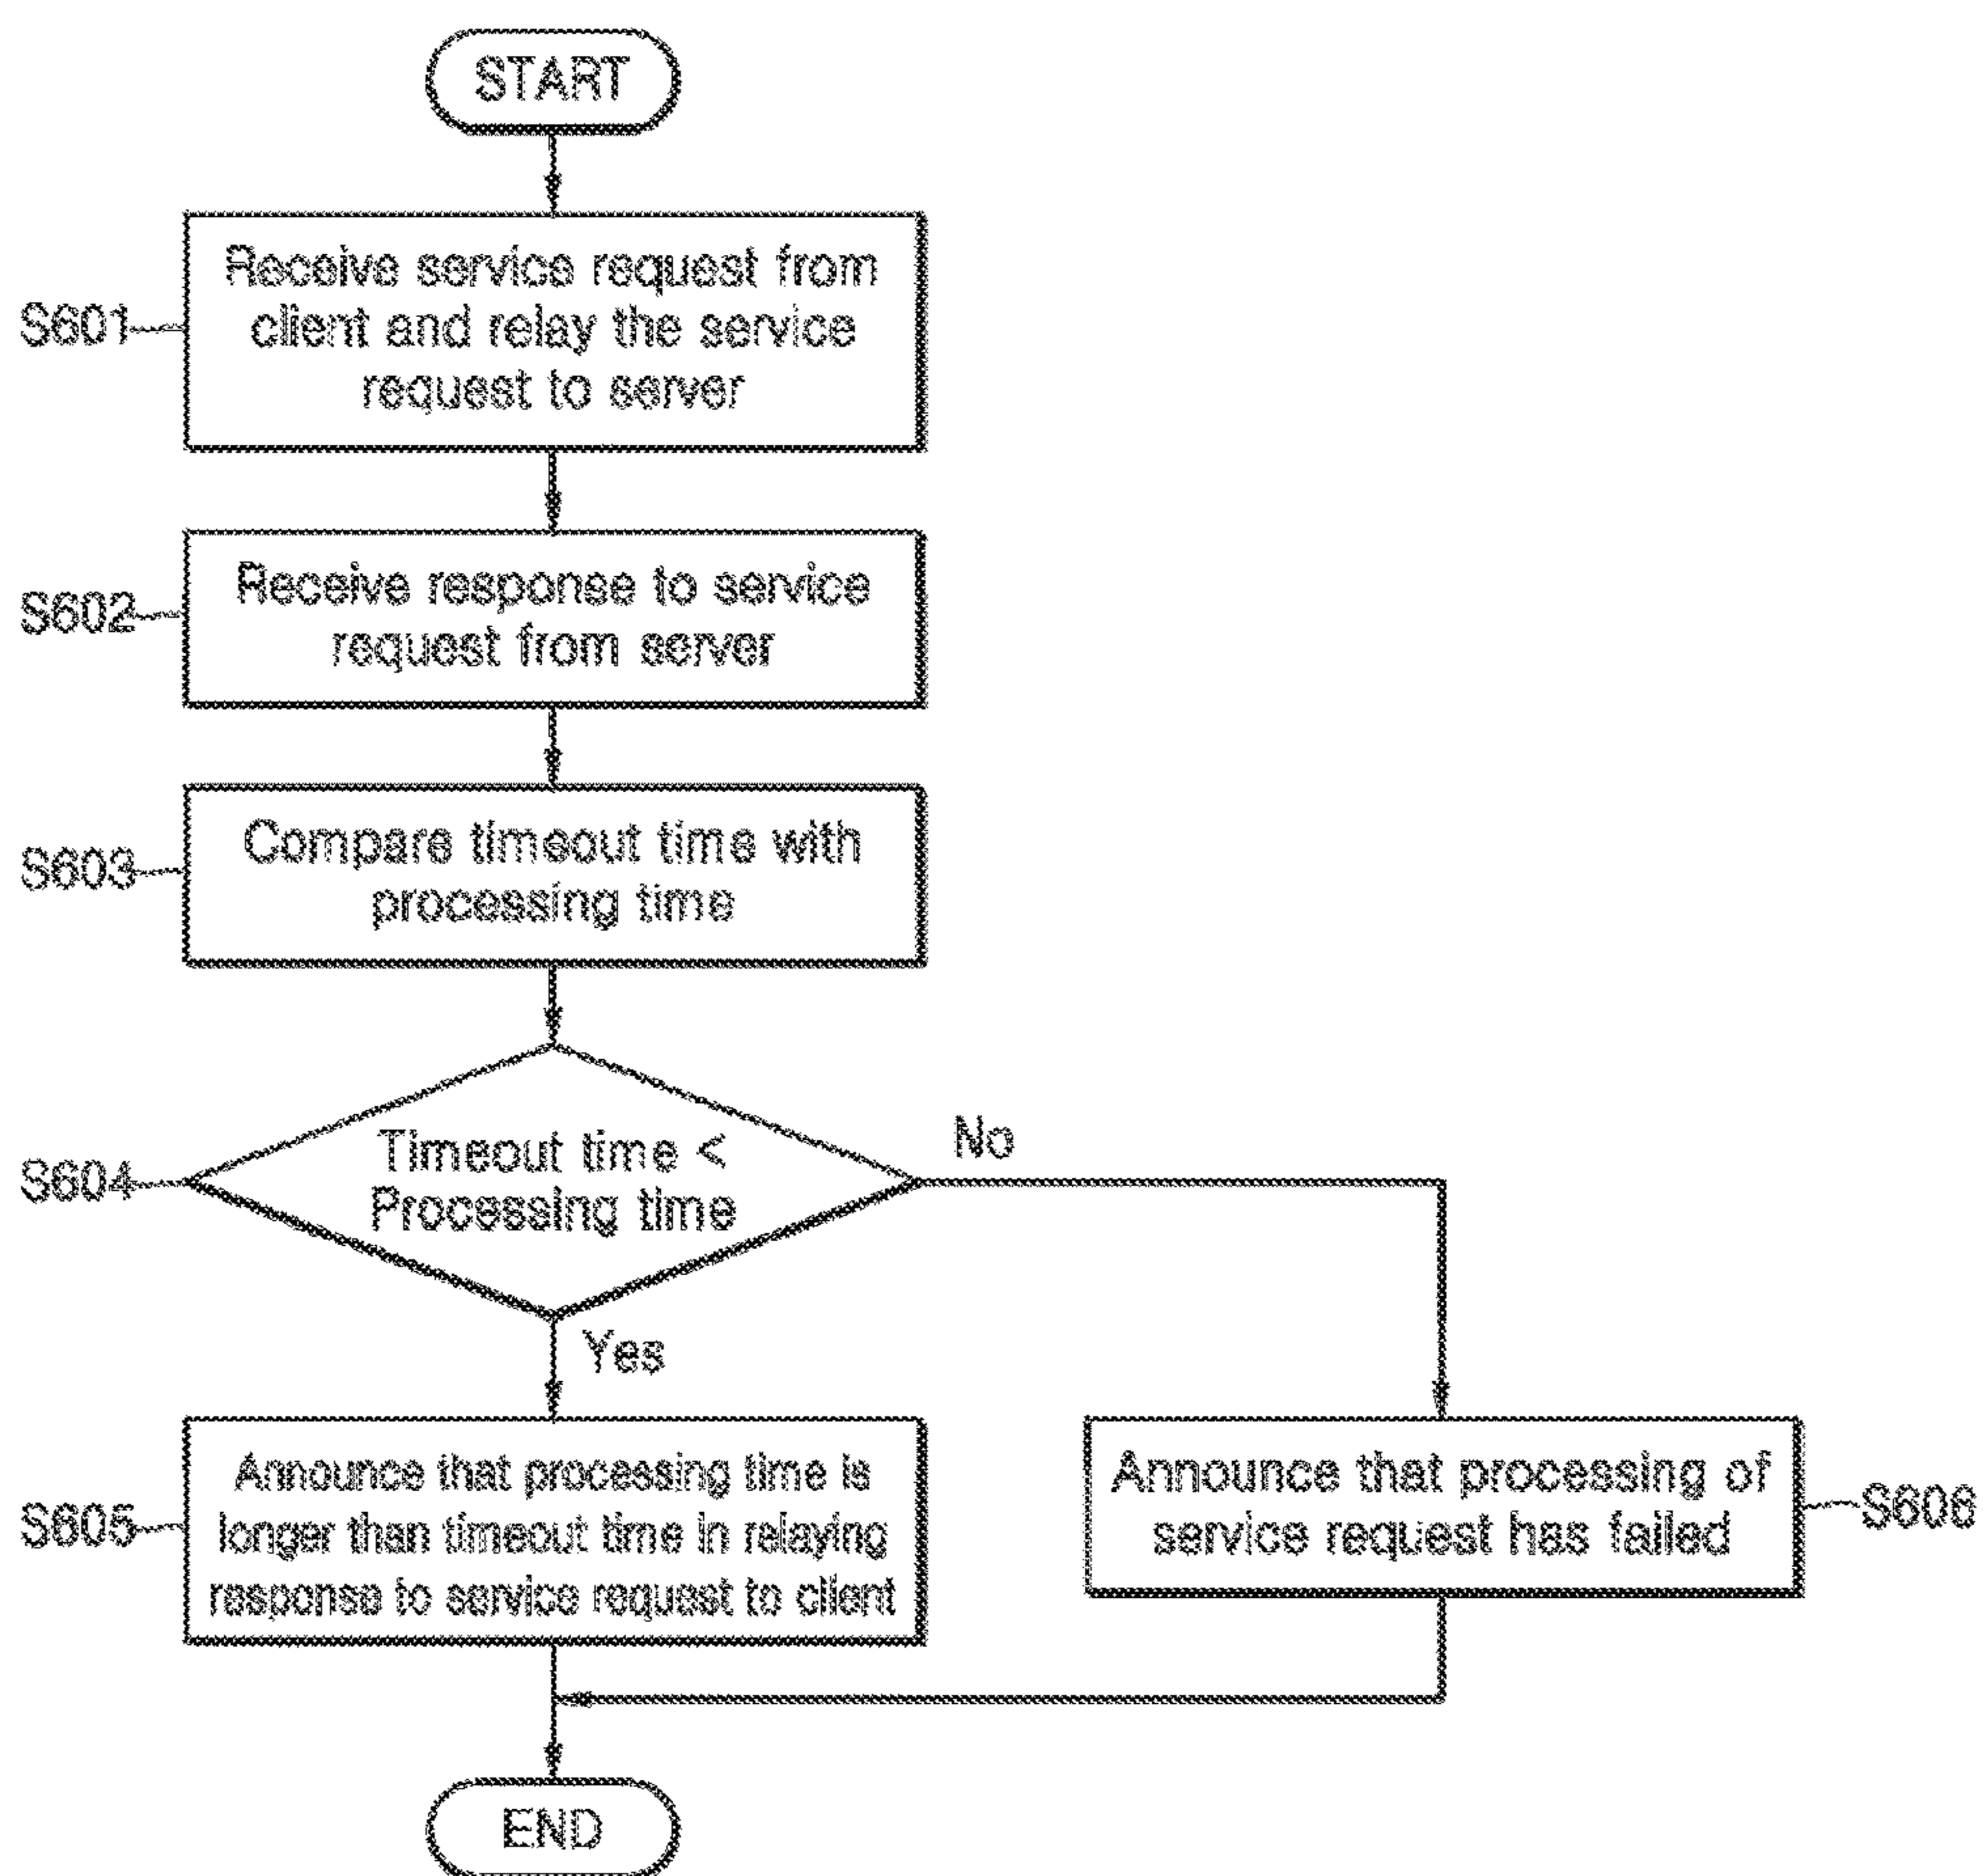 START
S601
Receive service request from
client and relay the service
request to server
S602
Receive response to service
request from server
S603
Compare timeout time with
processing time
S604
Timeout time <
Processing time
No
Yes
S605
Announce that processing time is
longer than timeout time in relaying
response to service request to client
Announce that processing of
service request has failed
S606
END